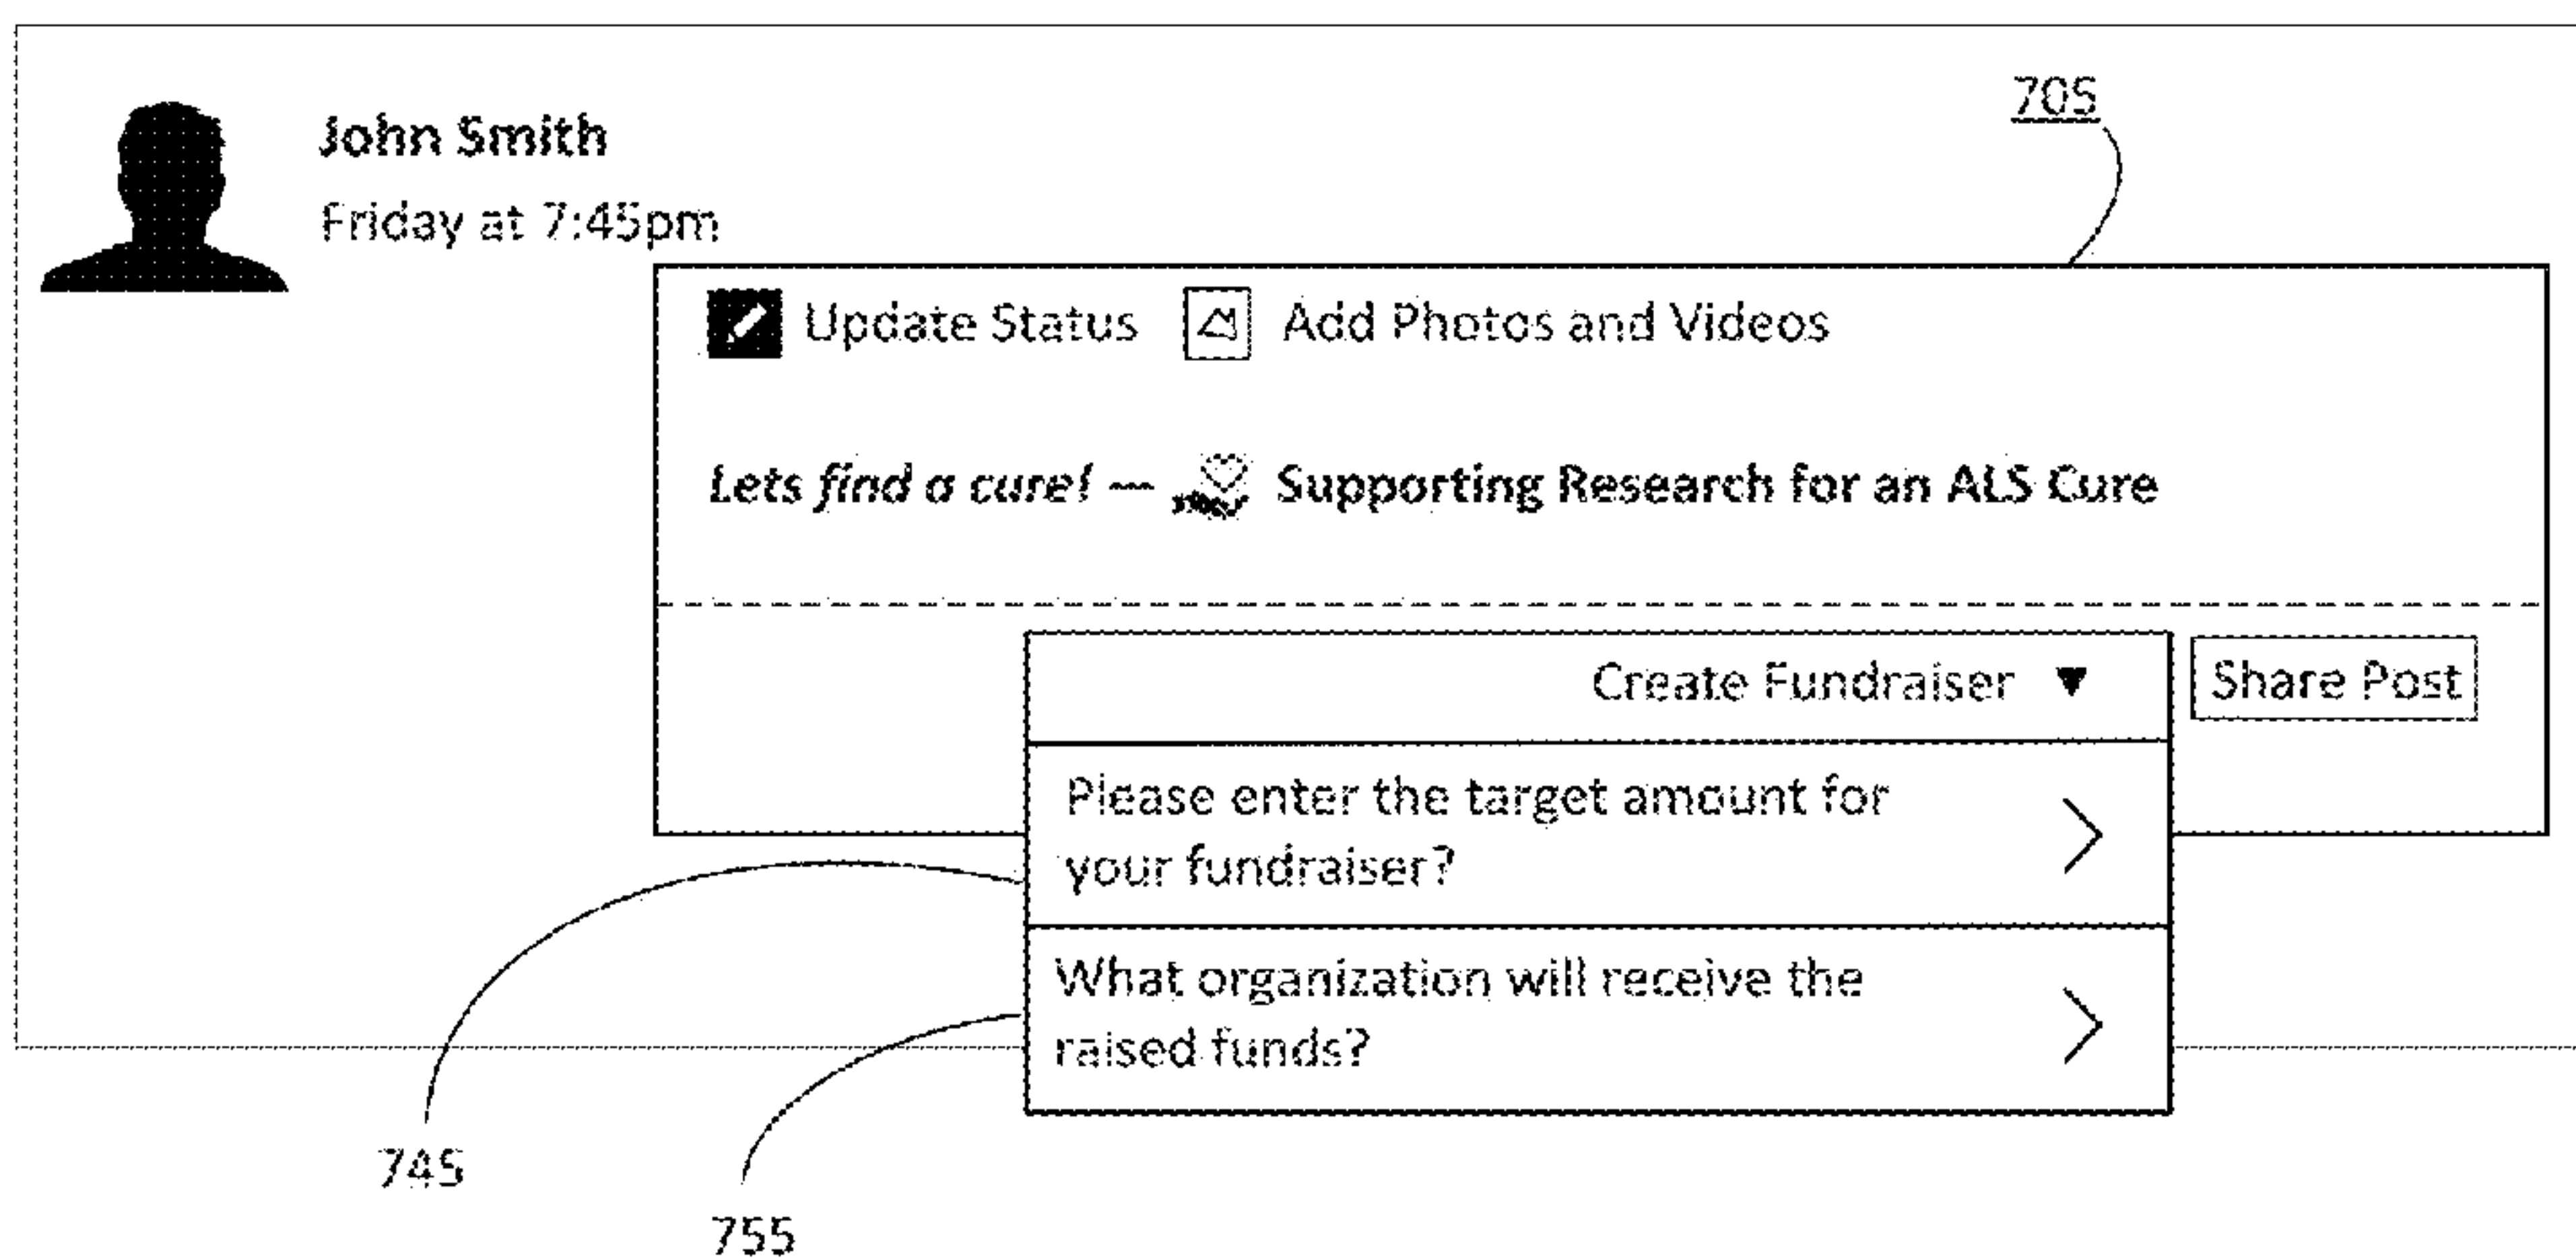 705
John Smith
Friday at 7:45pm
Update Status Add Photos and Videos
Lets find a cure! — Supporting Research for an ALS Cure
Create Fundraiser ▼ Share Post
Please enter the target amount for
your fundraiser?
What organization will receive the
raised funds?
745
755